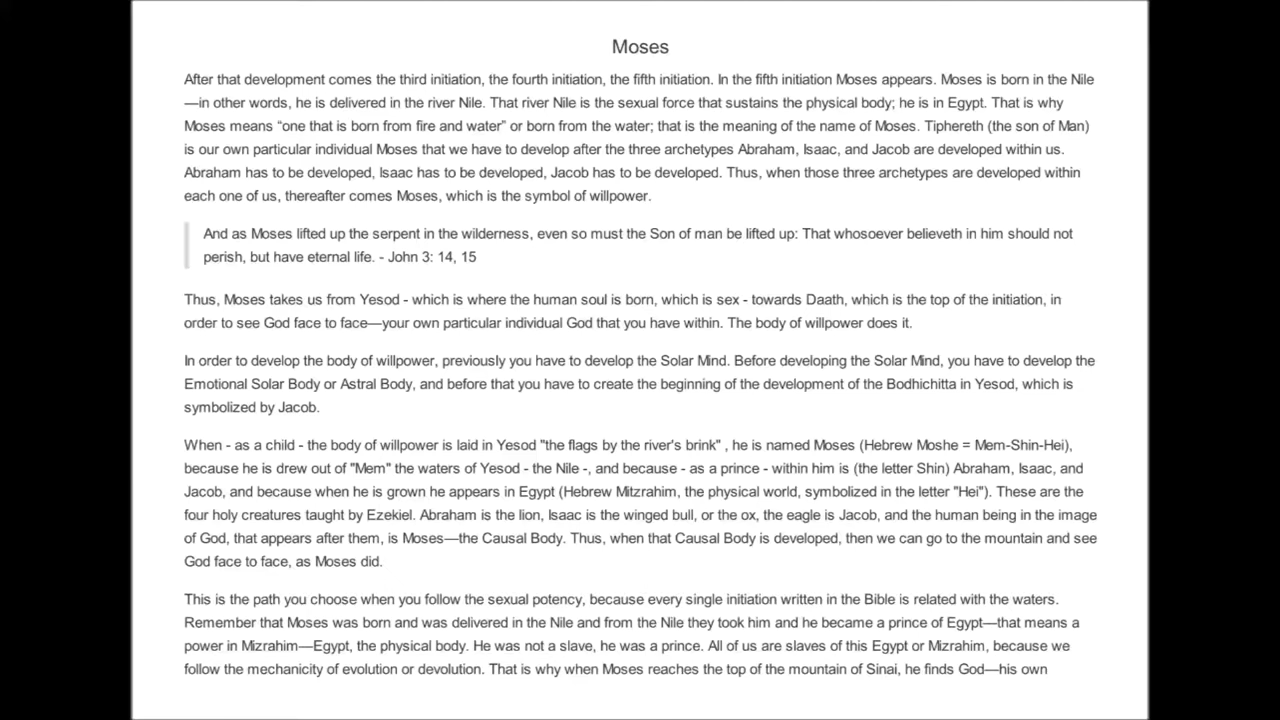 Moses
After that development comes the third initiation, the fourth initiation, the fifth initiation. In the fifth initiation Moses appears. Moses is born in the Nile
—in other words, he is delivered in the river Nile. That river Nile is the sexual force that sustains the physical body; he is in Egypt. That is why
Moses means “one that is born from fire and water” or born from the water; that is the meaning of the name of Moses. Tiphereth (the son of Man)
is our own particular individual Moses that we have to develop after the three archetypes Abraham, Isaac, and Jacob are developed within us.
Abraham has to be developed, Isaac has to be developed, Jacob has to be developed. Thus, when those three archetypes are developed within
each one of us, thereafter comes Moses, which is the symbol of willpower.
And as Moses lifted up the serpent in the wilderness, even so must the Son of man be lifted up: That whosoever believeth in him should not
perish, but have eternal life. - John 3: 14, 15
Thus, Moses takes us from Yesod - which is where the human soul is born, which is sex - towards Daath, which is the top of the initiation, in
order to see God face to face—your own particular individual God that you have within. The body of willpower does it.
In order to develop the body of willpower, previously you have to develop the Solar Mind. Before developing the Solar Mind, you have to develop the
Emotional Solar Body or Astral Body, and before that you have to create the beginning of the development of the Bodhichitta in Yesod, which is
symbolized by Jacob.
When - as a child - the body of willpower is laid in Yesod "the flags by the river's brink" , he is named Moses (Hebrew Moshe = Mem-Shin-Hei),
because he is drew out of "Mem" the waters of Yesod - the Nile -, and because - as a prince - within him is (the letter Shin) Abraham, Isaac, and
Jacob, and because when he is grown he appears in Egypt (Hebrew Mitzrahim, the physical world, symbolized in the letter "Hei"). These are the
four holy creatures taught by Ezekiel. Abraham is the lion, Isaac is the winged bull, or the ox, the eagle is Jacob, and the human being in the image
of God, that appears after them, is Moses—the Causal Body. Thus, when that Causal Body is developed, then we can go to the mountain and see
God face to face, as Moses did.
This is the path you choose when you follow the sexual potency, because every single initiation written in the Bible is related with the waters.
Remember that Moses was born and was delivered in the Nile and from the Nile they took him and he became a prince of Egypt—that means a
power in Mizrahim—Egypt, the physical body. He was not a slave, he was a prince. All of us are slaves of this Egypt or Mizrahim, because we
follow the mechanicity of evolution or devolution. That is why when Moses reaches the top of the mountain of Sinai, he finds God—his own